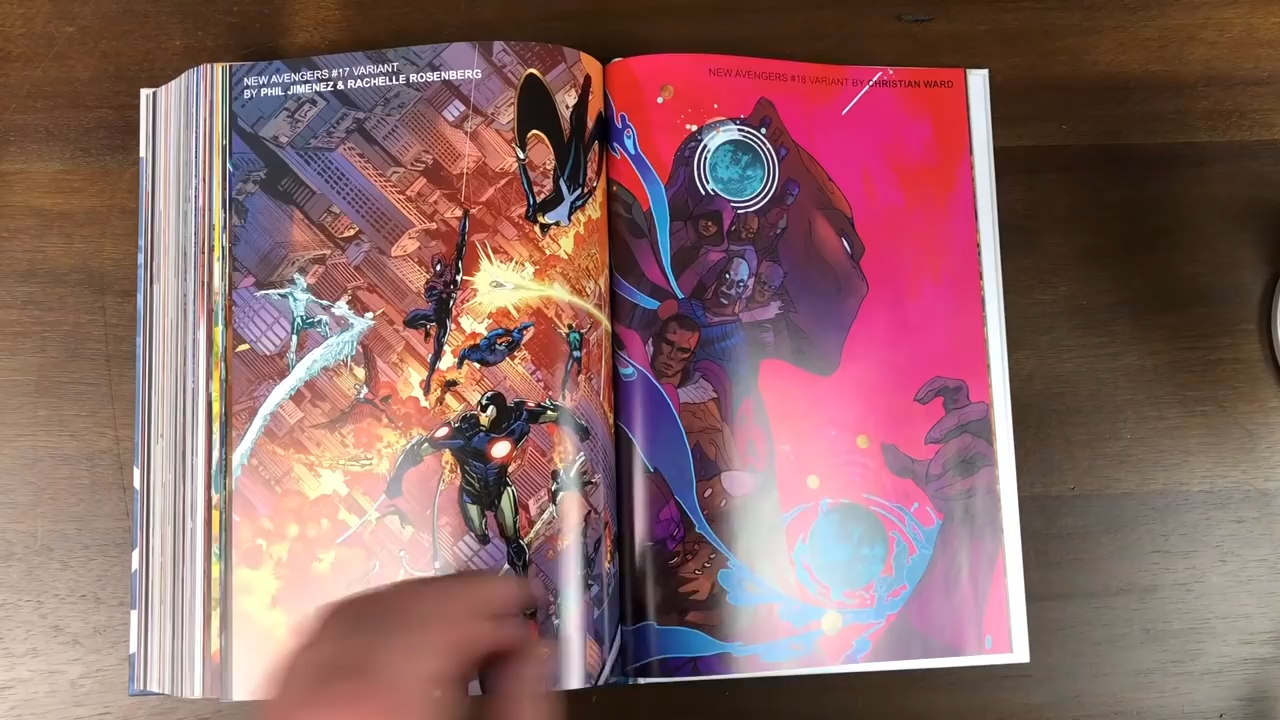 NEW AVENGERS #17 VARIANT
BY PHIL JIMENEZ & RACHELLE ROSENBERG
NEW AVENGERS #18 VARIANT BY CHRISTIAN WARD